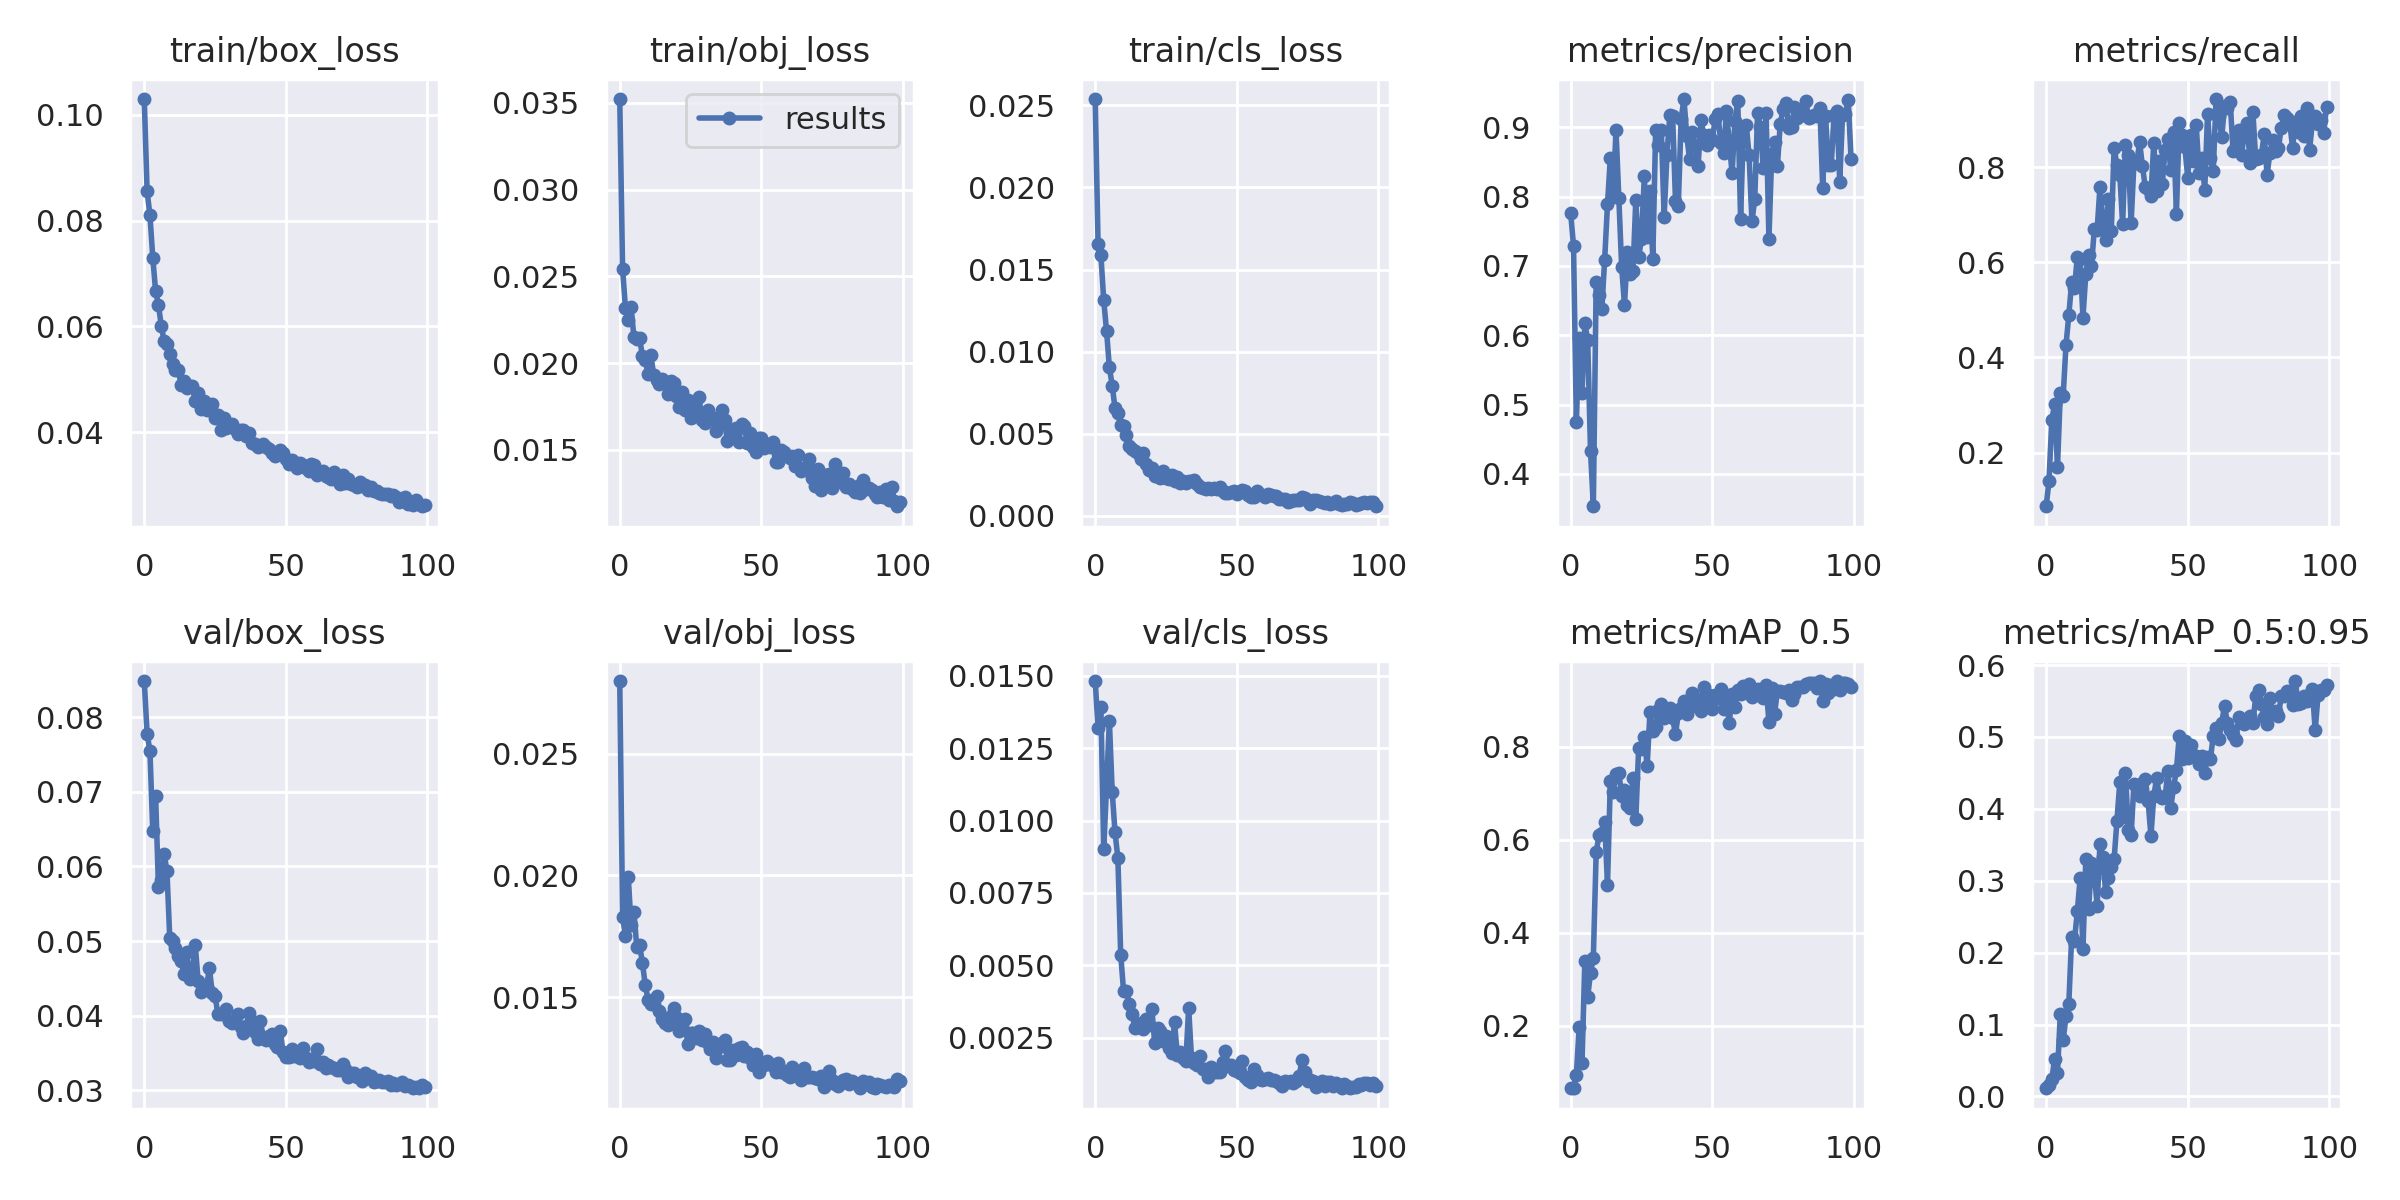 train/box_loss
0.10
0.08
0.06
0.04
0 50 100
train/obj_loss
results
0.035
0.030
0.025
0.020
0.015
0 50 100
train/cls_loss
0.025
0.020
0.015
0.010
0.005
0.000
0 50 100
metrics/precision
0.9
0.8
0.7
0.6
0.5
0.4
0 50 100
metrics/recall
0.8
0.6
0.4
0.2
0 50 100
val/box_loss
0.08
0.07
0.06
0.05
0.04
0.03
0 50 100
val/obj_loss
0.025
0.020
0.015
0 50 100
val/cls_loss
0.0150
0.0125
0.0100
0.0075
0.0050
0.0025
0 50 100
metrics/mAP_0.5
0.8
0.6
0.4
0.2
0 50 100
metrics/mAP_0.5:0.95
0.6
0.5
0.4
0.3
0.2
0.1
0.0
0 50 100